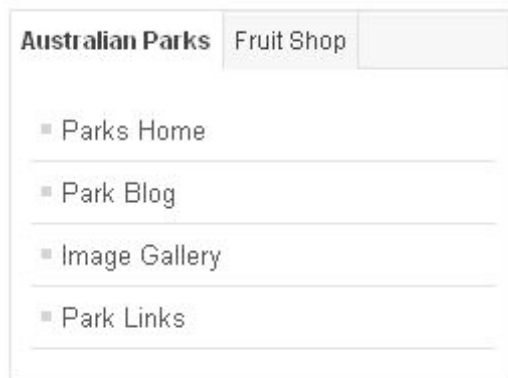 Australian Parks Fruit Shop
Parks Home
Park Blog
Image Gallery
Park Links